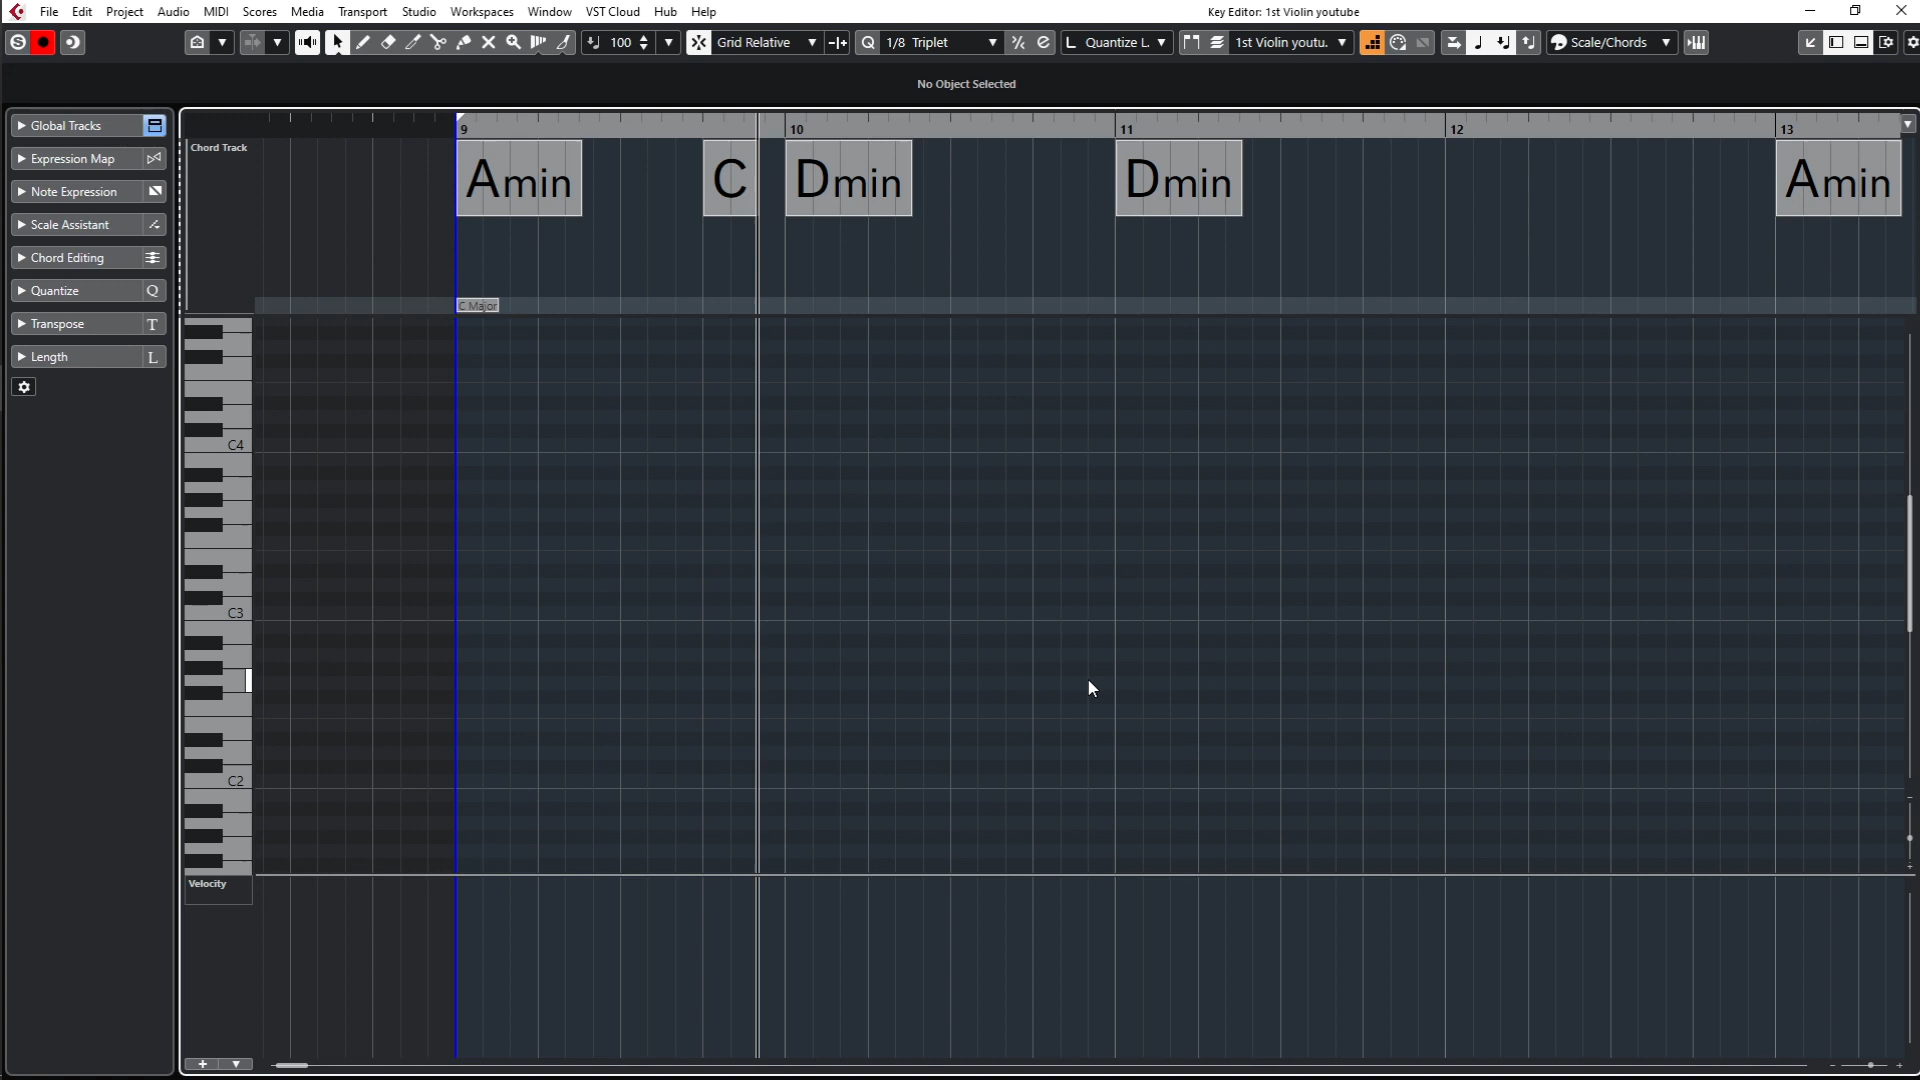 File Edit Project Audio MIDI Scores Media Transport Studio Workspaces Window VST Cloud Hub Help
Key Editor: 1st Violin youtube
S 100 Grid Relative Q 1/8 Triplet e L Quantize L. 1st Violin youtu. Scale/Chords
No Object Selected
Global Tracks
Expression Map
Note Expression
Scale Assistant
Chord Editing
Quantize Q
Transpose T
Length L
9 10 11 12 13
Chord Track
Amin C Dmin Dmin Amin
C Major
C4
C3
C2
Velocity